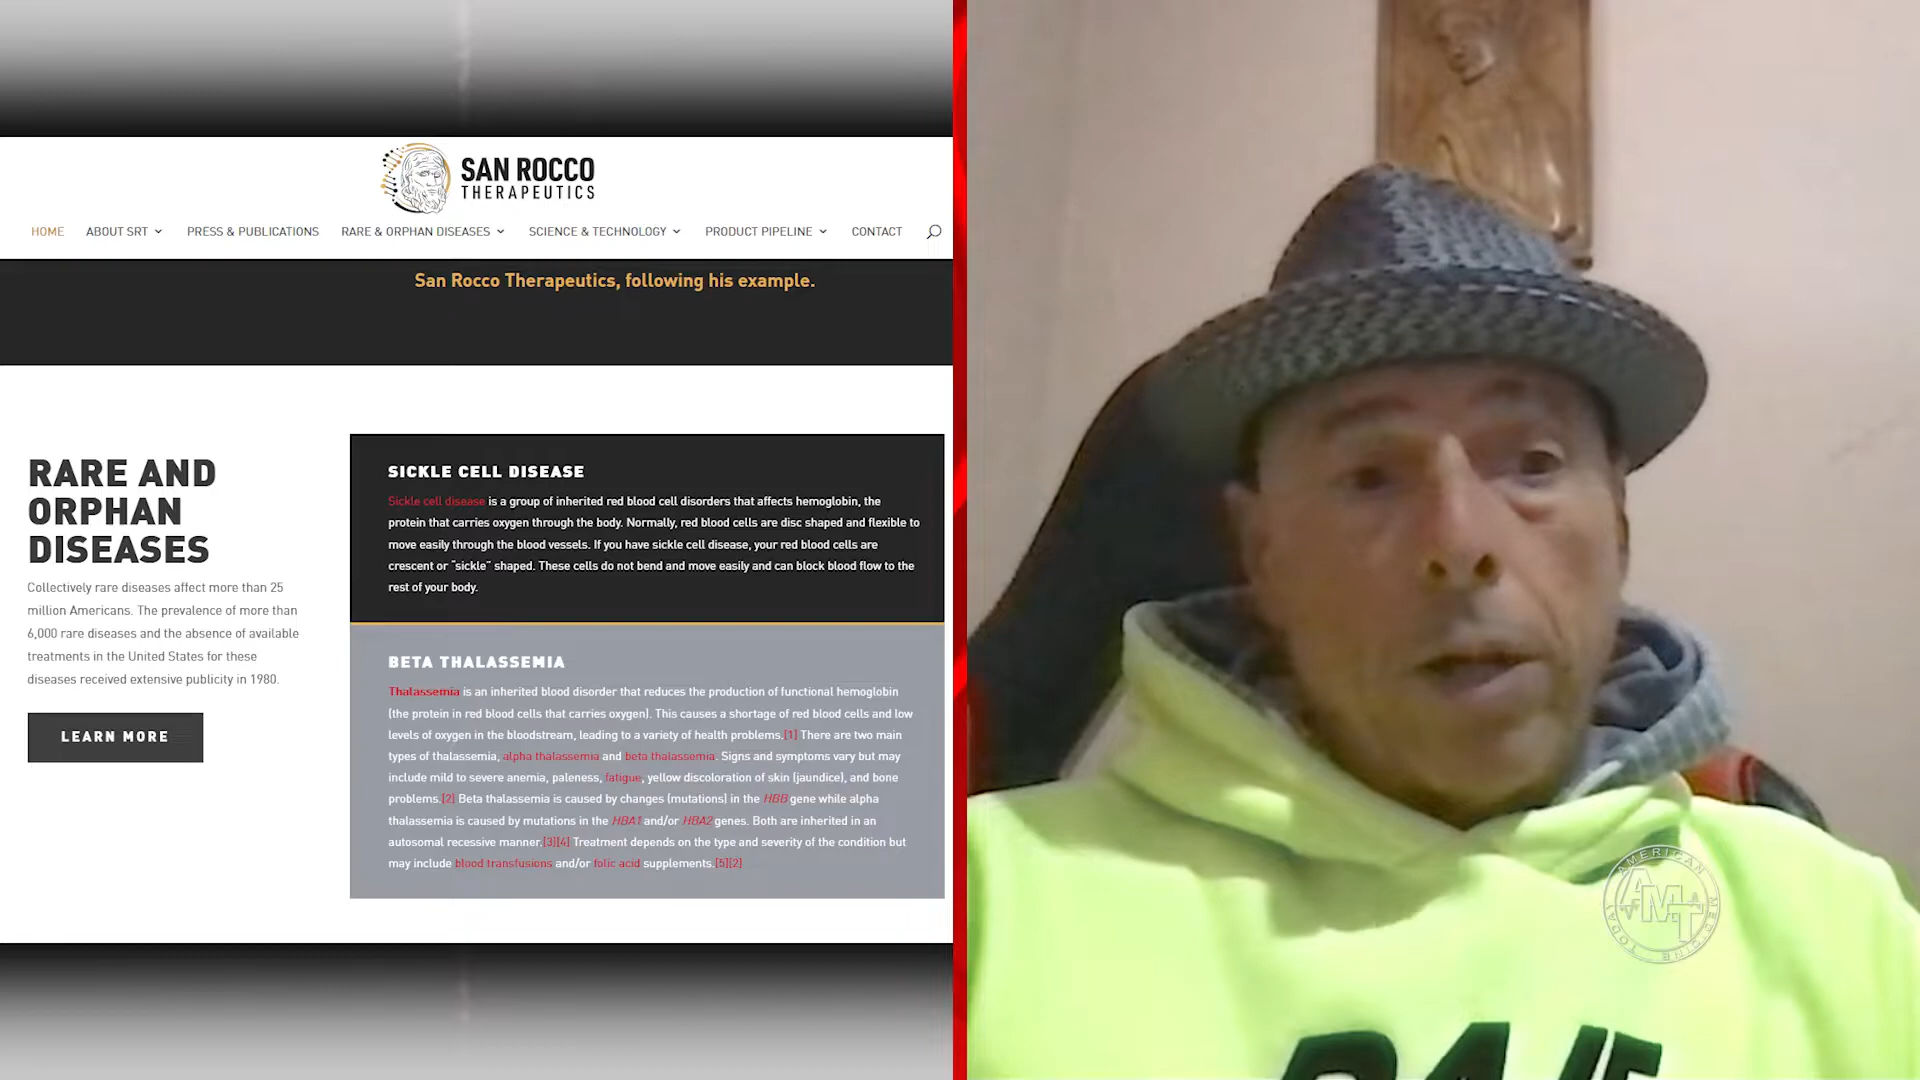 SAN ROCCO
THERAPEUTICS
HOME ABOUT SRT PRESS & PUBLICATIONS RARE & ORPHAN DISEASES SCIENCE & TECHNOLOGY PRODUCT PIPELINE CONTACT
San Rocco Therapeutics, following his example.
RARE AND
ORPHAN
DISEASES
Collectively rare diseases affect more than 25
million Americans. The prevalence of more than
6,000 rare diseases and the absence of available
treatments in the United States for these
diseases received extensive publicity in 1980.
LEARN MORE
SICKLE CELL DISEASE
Sickle cell disease is a group of inherited red blood cell disorders that affects hemoglobin, the
protein that carries oxygen through the body. Normally, red blood cells are disc shaped and flexible to
move easily through the blood vessels. If you have sickle cell disease, your red blood cells are
crescent or “sickle” shaped. These cells do not bend and move easily and can block blood flow to the
rest of your body.
BETA THALASSEMIA
Thalassemia is an inherited blood disorder that reduces the production of functional hemoglobin
(the protein in red blood cells that carries oxygen). This causes a shortage of red blood cells and low
levels of oxygen in the bloodstream, leading to a variety of health problems.[1] There are two main
types of thalassemia, alpha thalassemia and beta thalassemia. Signs and symptoms vary but may
include mild to severe anemia, paleness, fatigue, yellow discoloration of skin (jaundice), and bone
problems.[2] Beta thalassemia is caused by changes (mutations) in the HBB gene while alpha
thalassemia is caused by mutations in the HBA1 and/or HBA2 genes. Both are inherited in an
autosomal recessive manner.[3][4] Treatment depends on the type and severity of the condition but
may include blood transfusions and/or folic acid supplements.[5][2]
AMERICAN MEDICINE TODAY
AMT